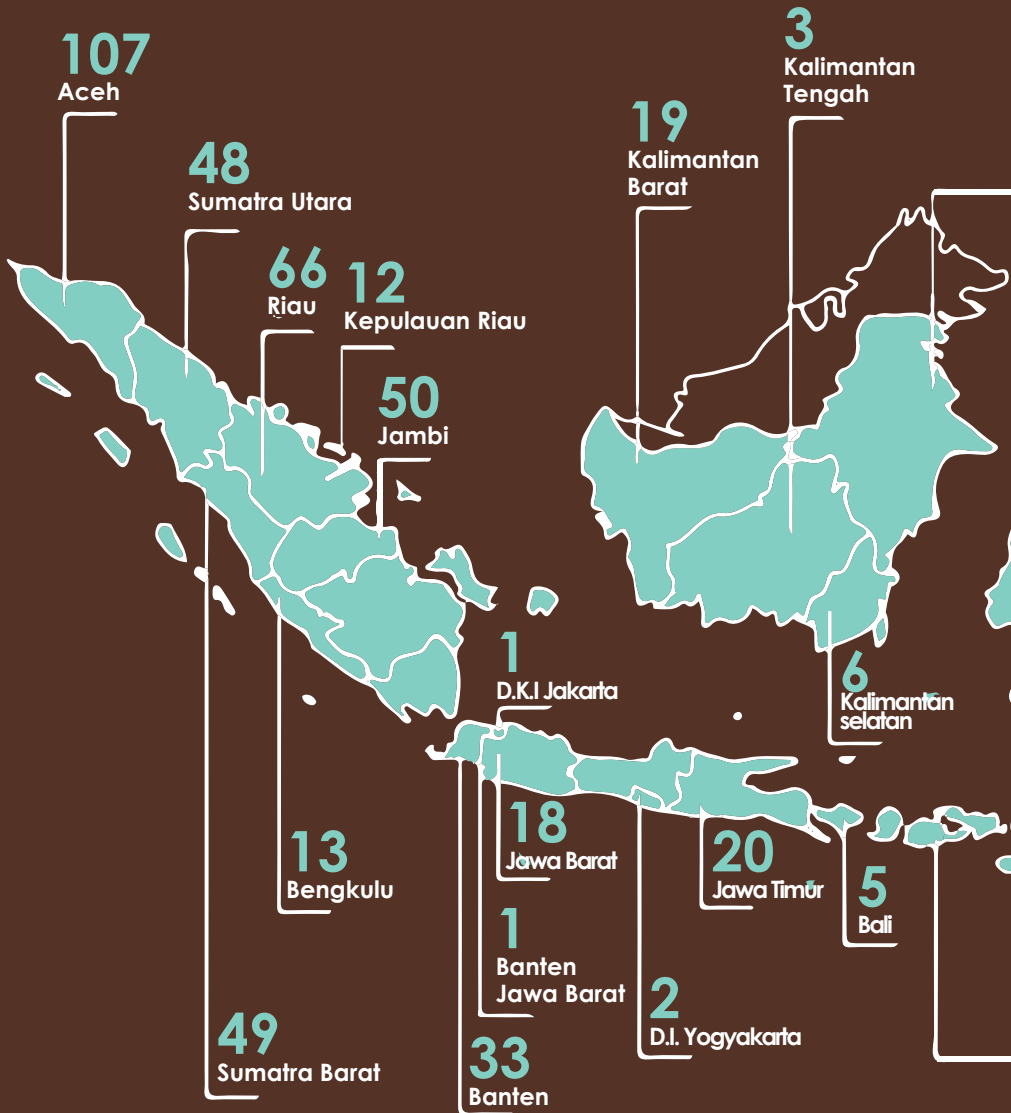 107
Aceh
48
Sumatra Utara
66
Riau
12
Kepulauan Riau
50
Jambi
3
Kalimantan
Tengah
19
Kalimantan
Barat
1
D.K.I Jakarta
6
Kalimantan
selatan
18
Jawa Barat
20
Jawa Timur
5
Bali
13
Bengkulu
1
Banten
Jawa Barat
2
D.I. Yogyakarta
49
Sumatra Barat
33
Banten